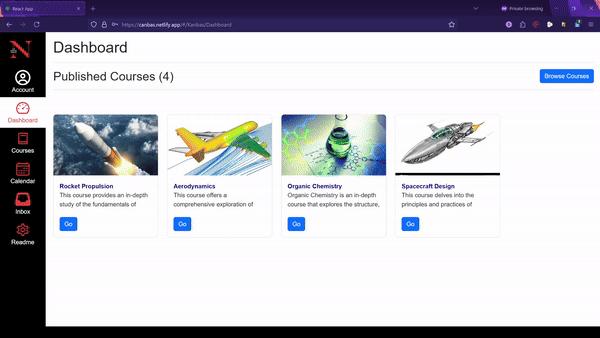 React App
Private browsing
https://canbas.netlify.app/#/Kanbas/Dashboard
N
Account
Dashboard
Courses
Calendar
Inbox
Readme
Dashboard
Published Courses (4)
Browse Courses
Rocket Propulsion
This course provides an in-depth
study of the fundamentals of
Go
Aerodynamics
This course offers a
comprehensive exploration of
Go
Organic Chemistry
Organic Chemistry is an in-depth
course that explores the structure,
Go
Spacecraft Design
This course delves into the
principles and practices of
Go